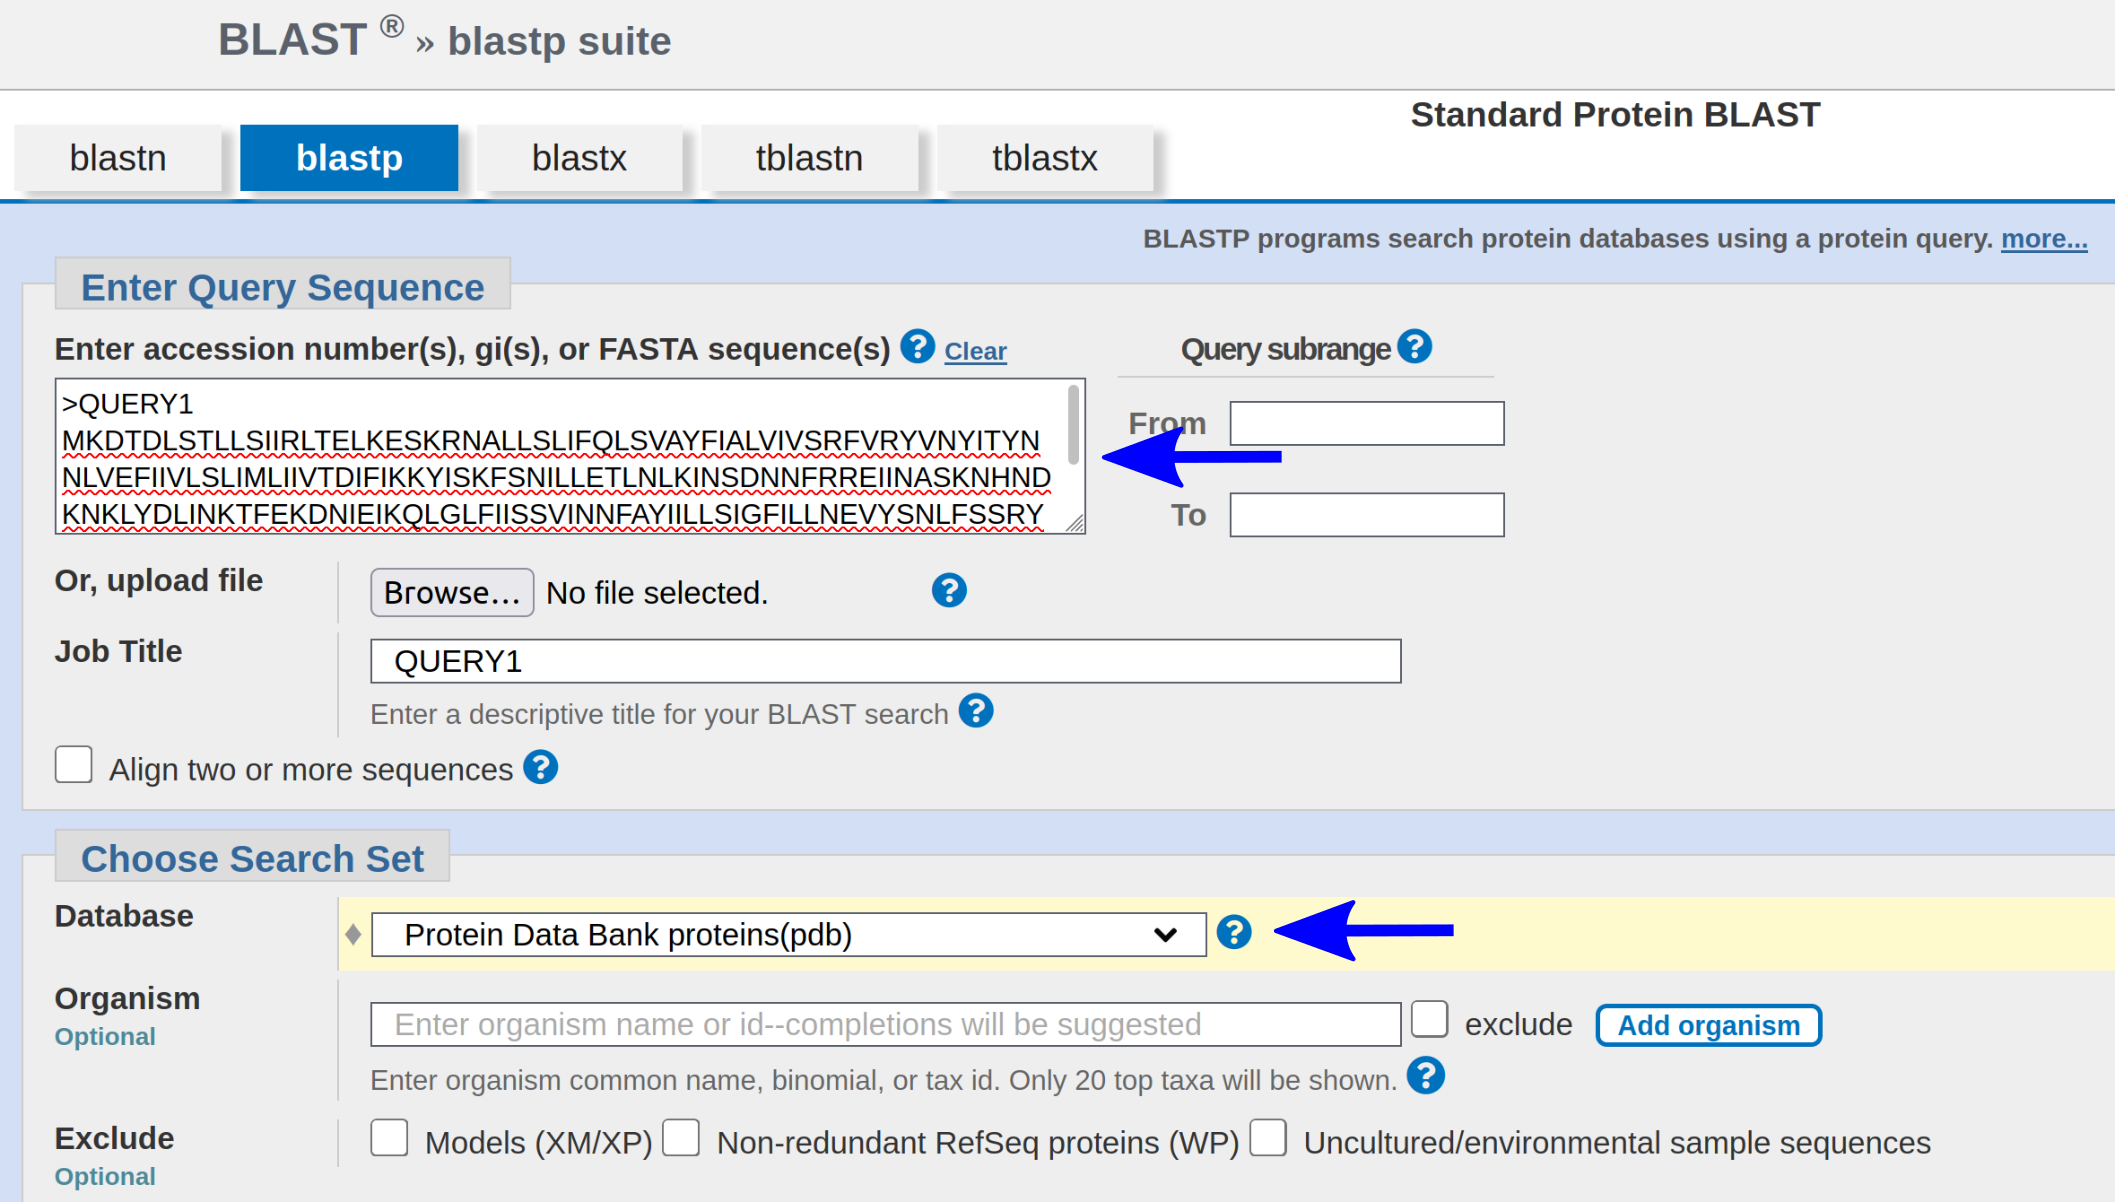 BLAST ® » blastp suite
Standard Protein BLAST
blastn blastp blastx tblastn tblastx
BLASTP programs search protein databases using a protein query. more...
Enter Query Sequence
Enter accession number(s), gi(s), or FASTA sequence(s) ? Clear
Query subrange ?
>QUERY1
MKDTDLSTLLSIIRLTELKESKRNALLSLIFQLSVAYFIALVIVSRFVRYVNYITYN
NLVEFIIVLSLIMLIIVTDIFIKKYISKFSNILLETLNLKINSDNNFRREIINASKNHND
KNKLYDLINKTFEKDNIEIKQLGLFIISSVINNFAYIILLSIGFILLNEVYSNLFSSRY
From
To
Or, upload file
Browse... No file selected. ?
Job Title
QUERY1
Enter a descriptive title for your BLAST search ?
Align two or more sequences ?
Choose Search Set
Database
Protein Data Bank proteins(pdb) ?
Organism
Optional
Enter organism name or id--completions will be suggested
exclude Add organism
Enter organism common name, binomial, or tax id. Only 20 top taxa will be shown. ?
Exclude
Optional
Models (XM/XP) Non-redundant RefSeq proteins (WP) Uncultured/environmental sample sequences